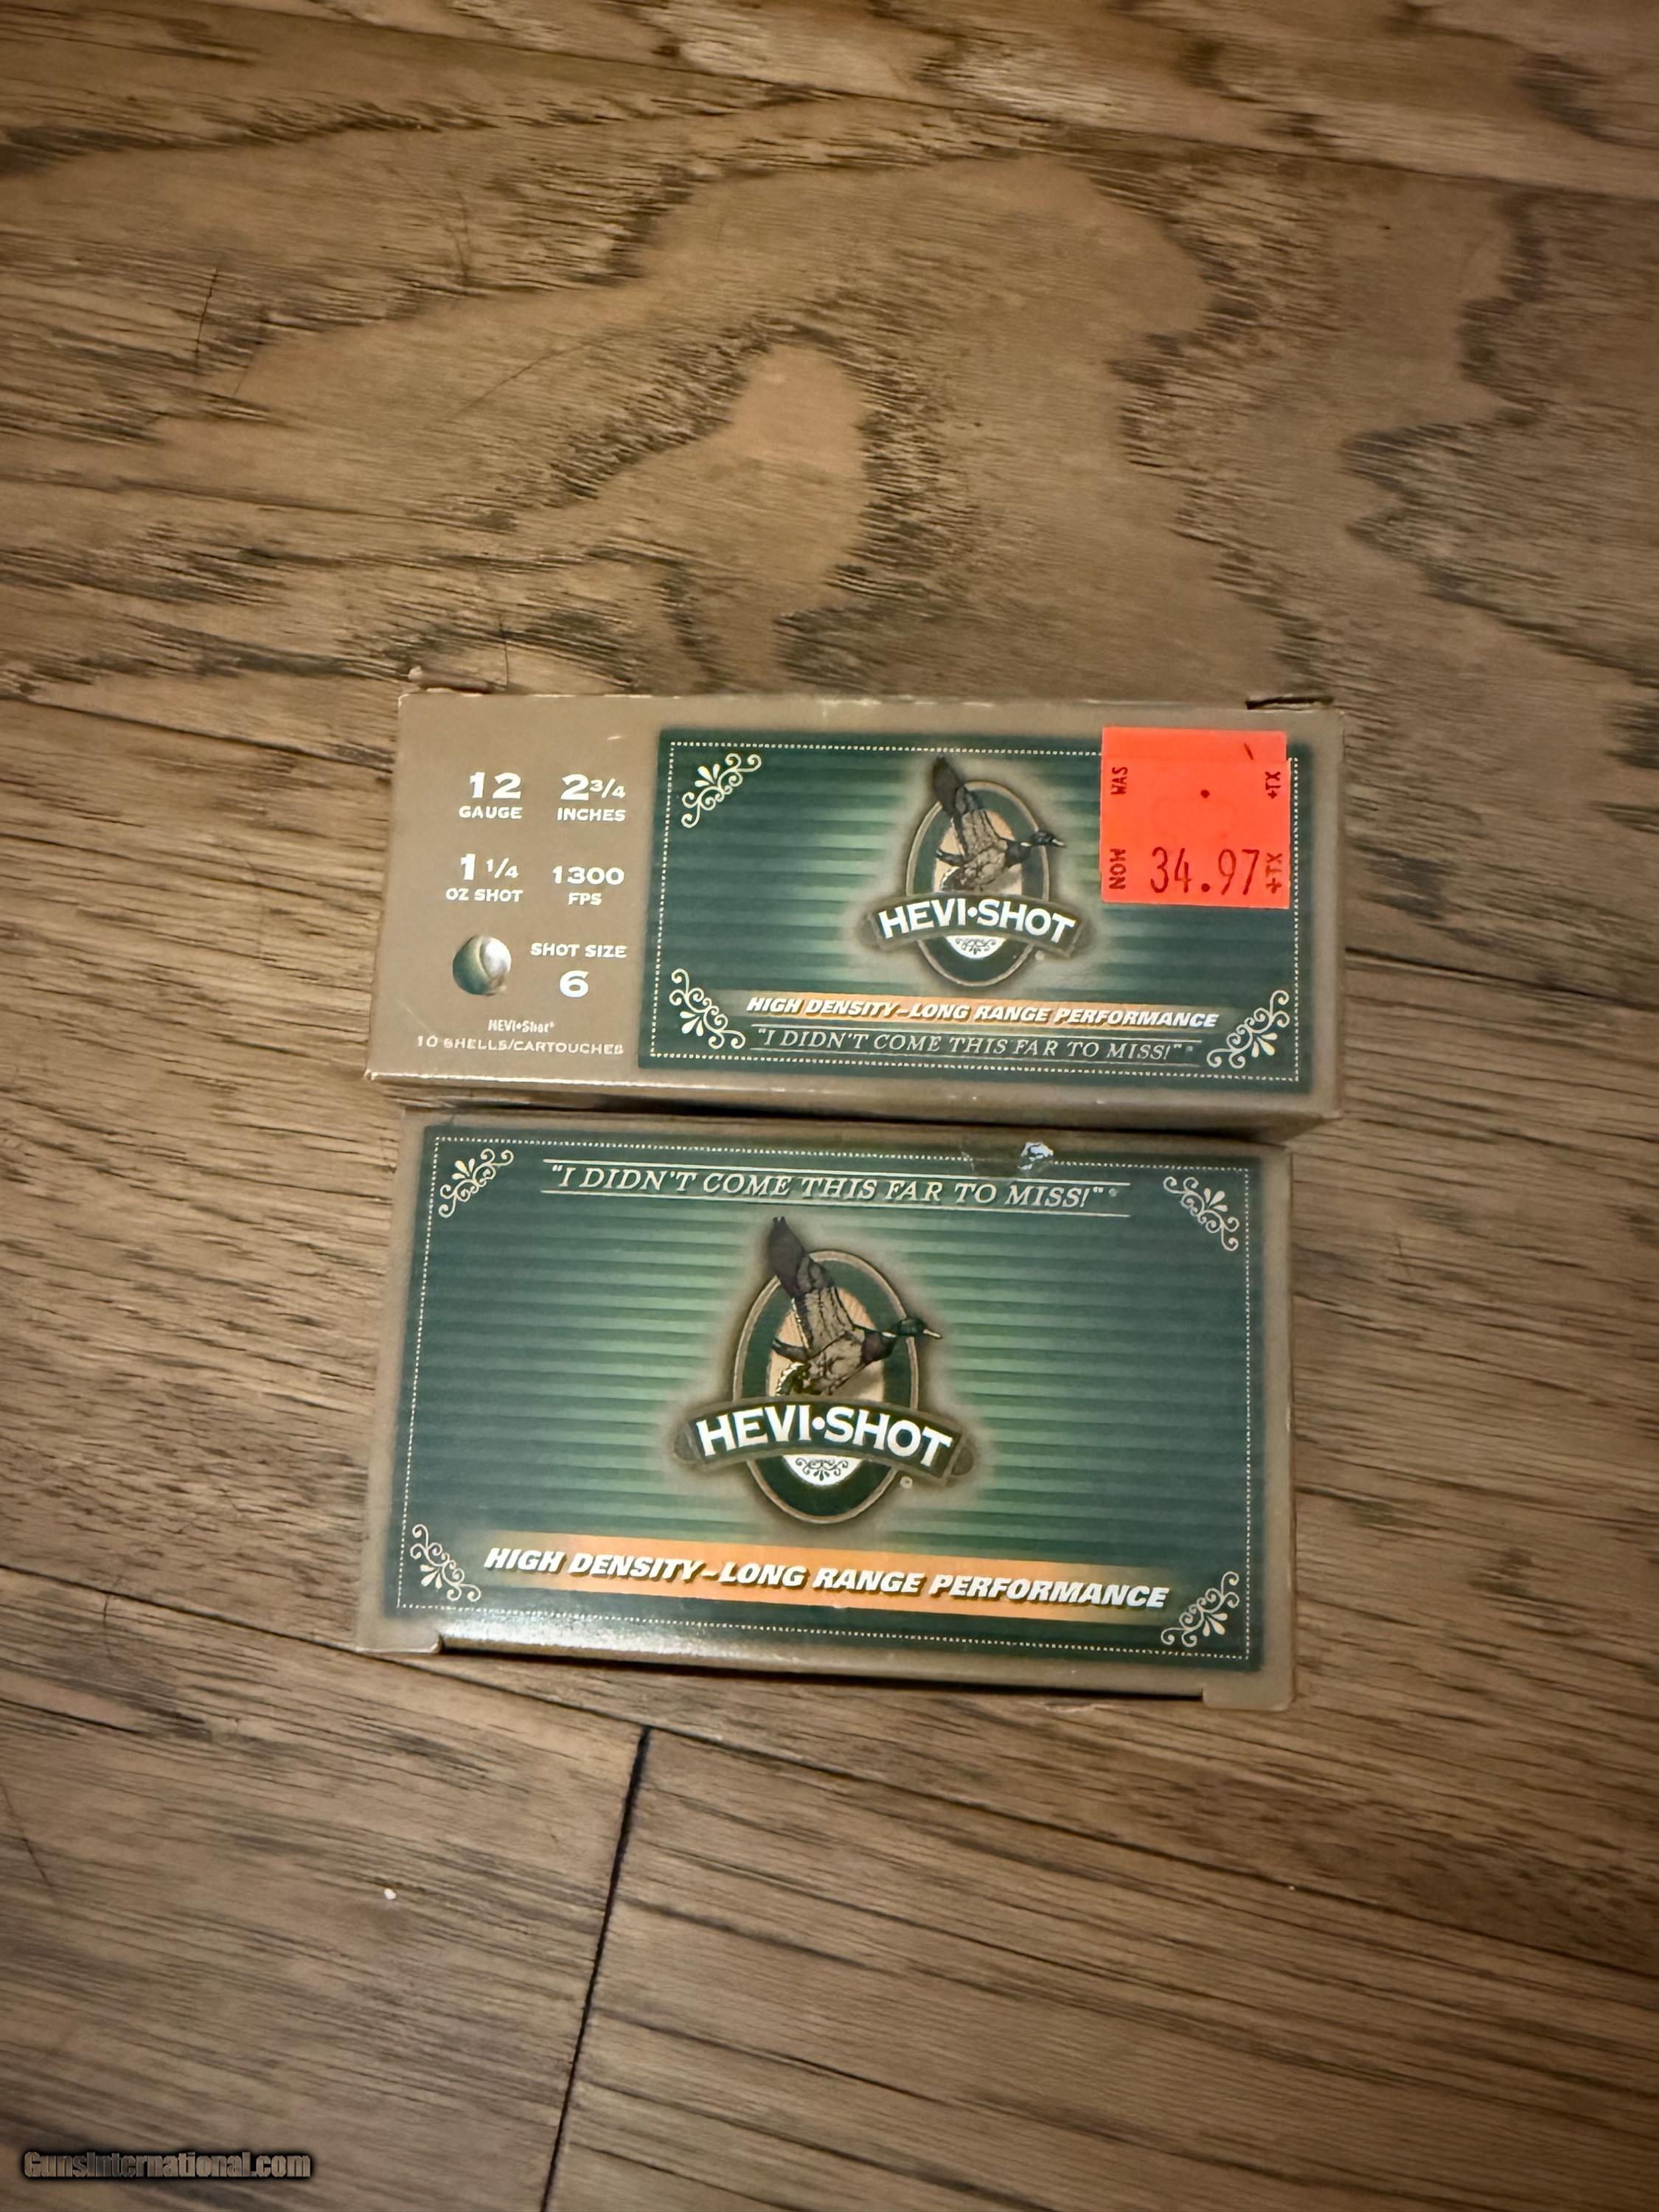 12 GAUGE
2 3/4 INCHES
1 1/4 OZ SHOT
1300 FPS
SHOT SIZE
6
HEVI•Shot®
10 SHELLS/CARTOUCHES
WAS +TX
NOW 34.97 +TX
HEVI•SHOT
HIGH DENSITY–LONG RANGE PERFORMANCE
"I DIDN'T COME THIS FAR TO MISS!"
"I DIDN'T COME THIS FAR TO MISS!"
HEVI•SHOT
HIGH DENSITY–LONG RANGE PERFORMANCE
GunsInternational.com